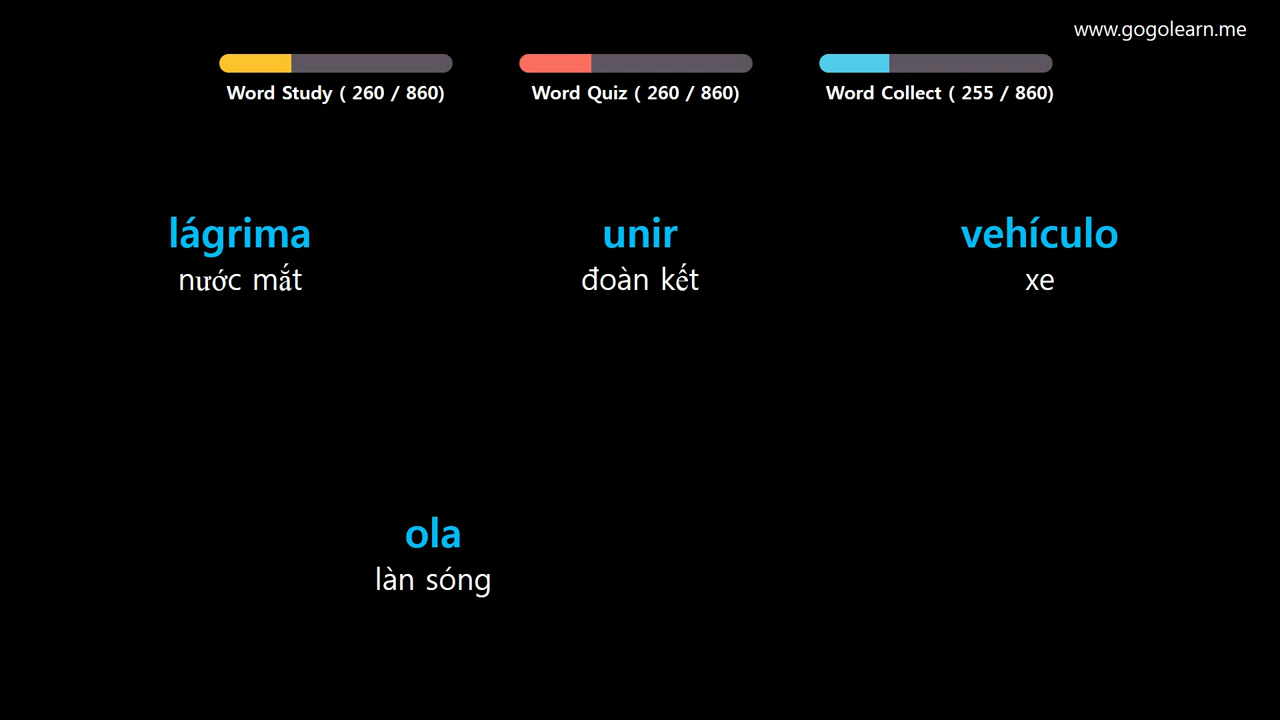 www.gogolearn.me
Word Study ( 260 / 860)
Word Quiz ( 260 / 860)
Word Collect ( 255 / 860)
lágrima
nước mắt
unir
đoàn kết
vehículo
xe
ola
làn sóng